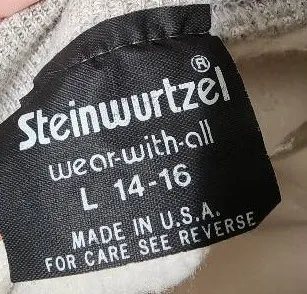 Steinwurtzel®
wear-with-all
L 14-16
MADE IN U.S.A.
FOR CARE SEE REVERSE